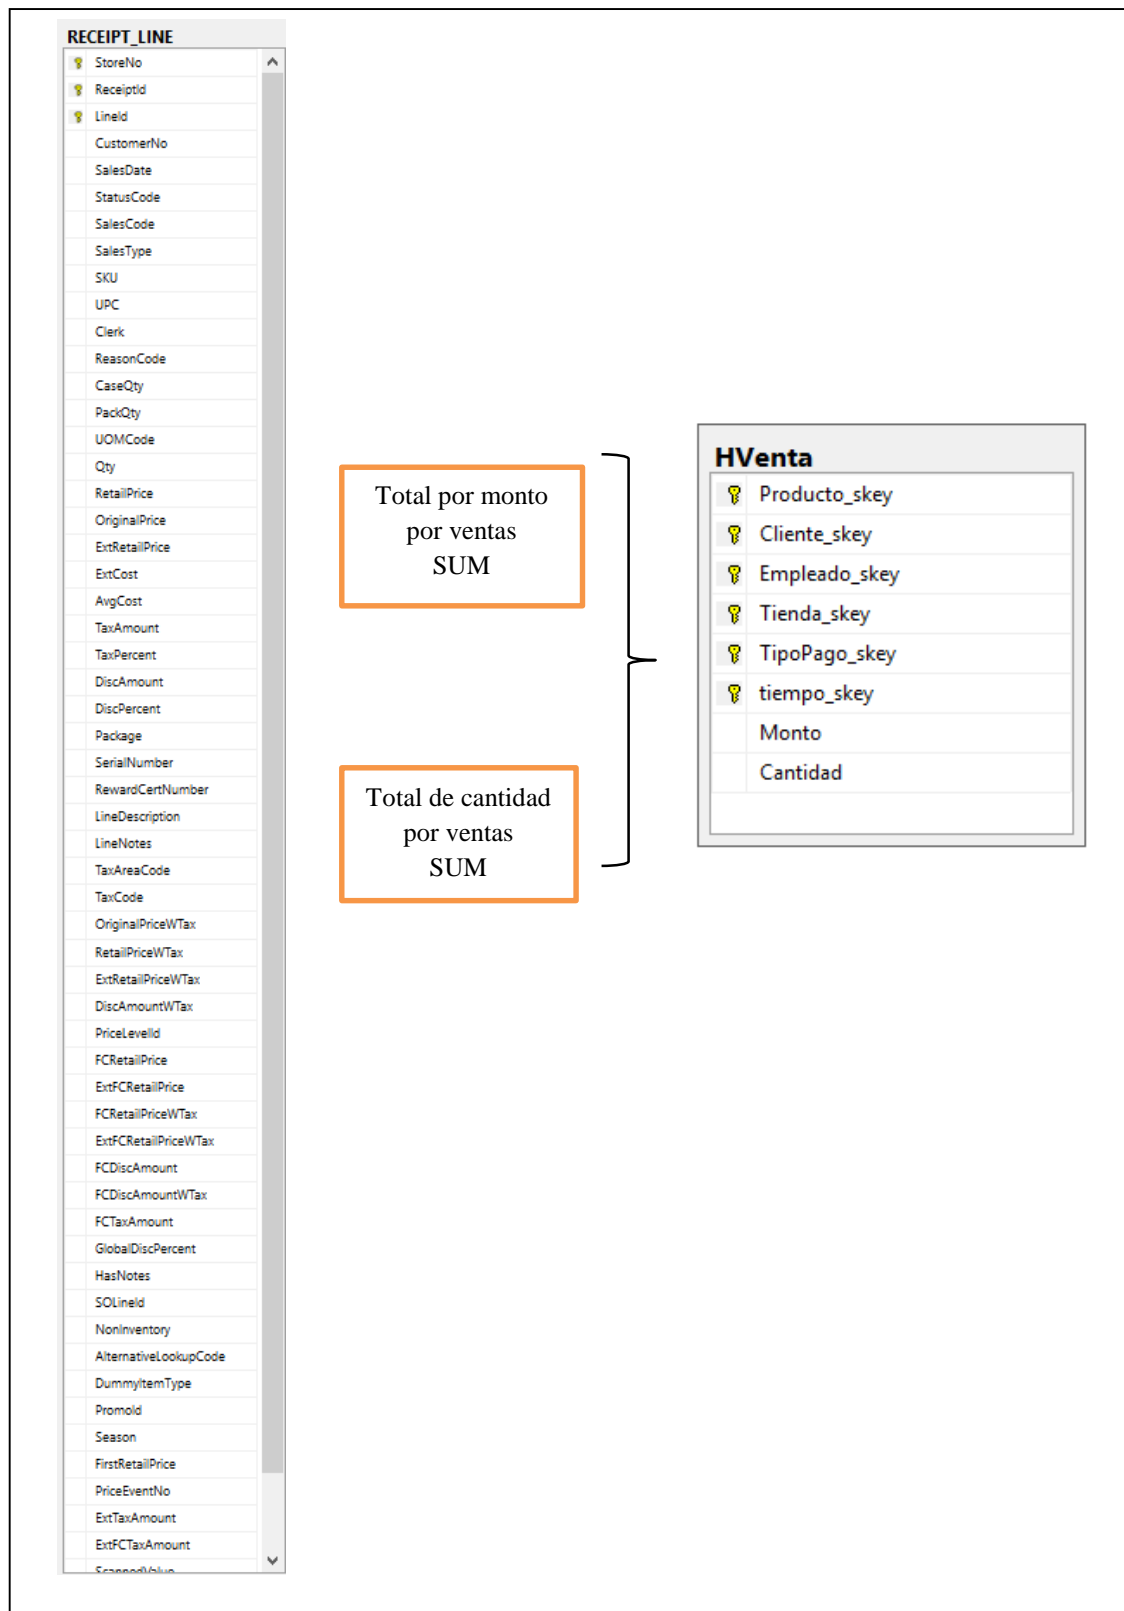 RECEIPT_LINE
StoreNo
ReceiptId
LineId
CustomerNo
SalesDate
StatusCode
SalesCode
SalesType
SKU
UPC
Clerk
ReasonCode
CaseQty
PackQty
UOMCode
Qty
RetailPrice
OriginalPrice
ExtRetailPrice
ExtCost
AvgCost
TaxAmount
TaxPercent
DiscAmount
DiscPercent
Package
SerialNumber
RewardCertNumber
LineDescription
LineNotes
TaxAreaCode
TaxCode
OriginalPriceWTax
RetailPriceWTax
ExtRetailPriceWTax
DiscAmountWTax
PriceLevelId
FCRetailPrice
ExtFCRetailPrice
FCRetailPriceWTax
ExtFCRetailPriceWTax
FCDiscAmount
FCDiscAmountWTax
FCTaxAmount
GlobalDiscPercent
HasNotes
SOLineId
NonInventory
AlternativeLookupCode
DummyItemType
PromoId
Season
FirstRetailPrice
PriceEventNo
ExtTaxAmount
ExtFCTaxAmount
ScannedValue
Total por monto
por ventas
SUM
Total de cantidad
por ventas
SUM
HVenta
Producto_skey
Cliente_skey
Empleado_skey
Tienda_skey
TipoPago_skey
tiempo_skey
Monto
Cantidad